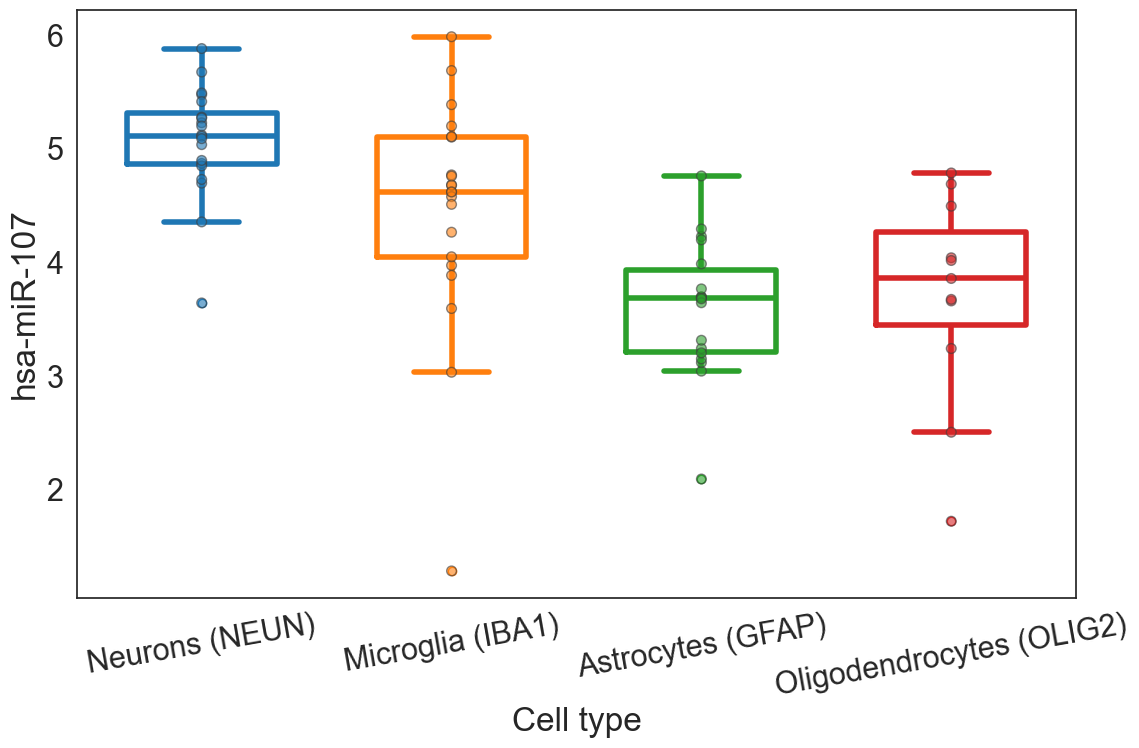 hsa-miR-107
6
5
4
3
2
Neurons (NEUN)
Microglia (IBA1)
Astrocytes (GFAP)
Oligodendrocytes (OLIG2)
Cell type